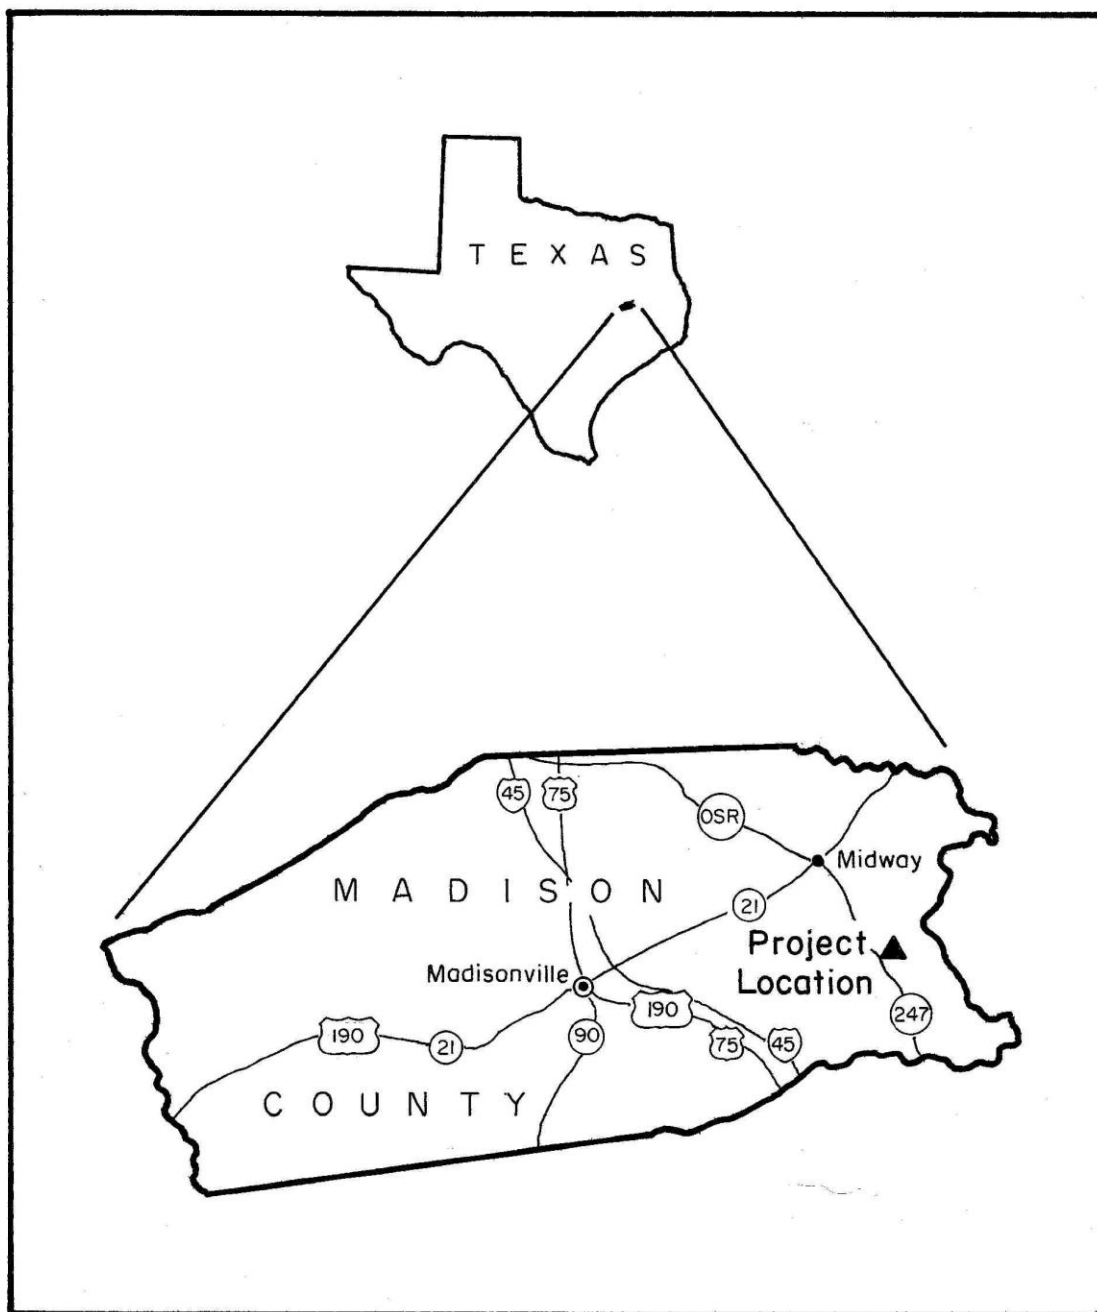 TEXAS
45
75
OSR
Midway
MADISON
21
Project
Location
Madisonville
190
247
190
21
90
75
45
COUNTY